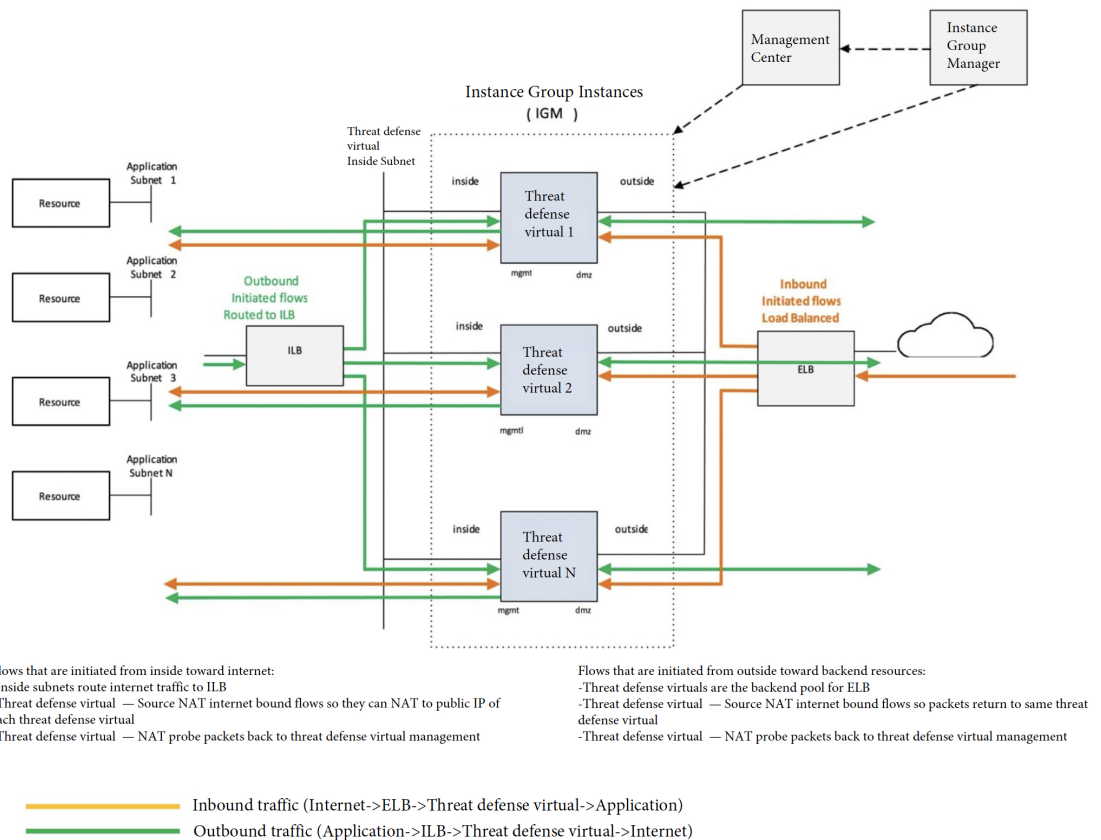 Management
Center
Instance
Group
Manager
Instance Group Instances
( IGM )
Threat defense
virtual
Inside Subnet
Application
Subnet 1
Resource
inside
outside
Threat
defense
virtual 1
mgmt
dmz
Application
Subnet 2
Resource
Outbound
Initiated flows
Routed to ILB
ILB
inside
outside
Threat
defense
virtual 2
mgmtl
dmz
Inbound
Initiated flows
Load Balanced
ELB
Application
Subnet 3
Resource
Application
Subnet N
Resource
inside
outside
Threat
defense
virtual N
mgmt
dmz
lows that are initiated from inside toward internet:
nside subnets route internet traffic to ILB
Threat defense virtual — Source NAT internet bound flows so they can NAT to public IP of
ach threat defense virtual
Threat defense virtual — NAT probe packets back to threat defense virtual management
Flows that are initiated from outside toward backend resources:
-Threat defense virtuals are the backend pool for ELB
-Threat defense virtual — Source NAT internet bound flows so packets return to same threat
defense virtual
-Threat defense virtual — NAT probe packets back to threat defense virtual management
Inbound traffic (Internet->ELB->Threat defense virtual->Application)
Outbound traffic (Application->ILB->Threat defense virtual->Internet)